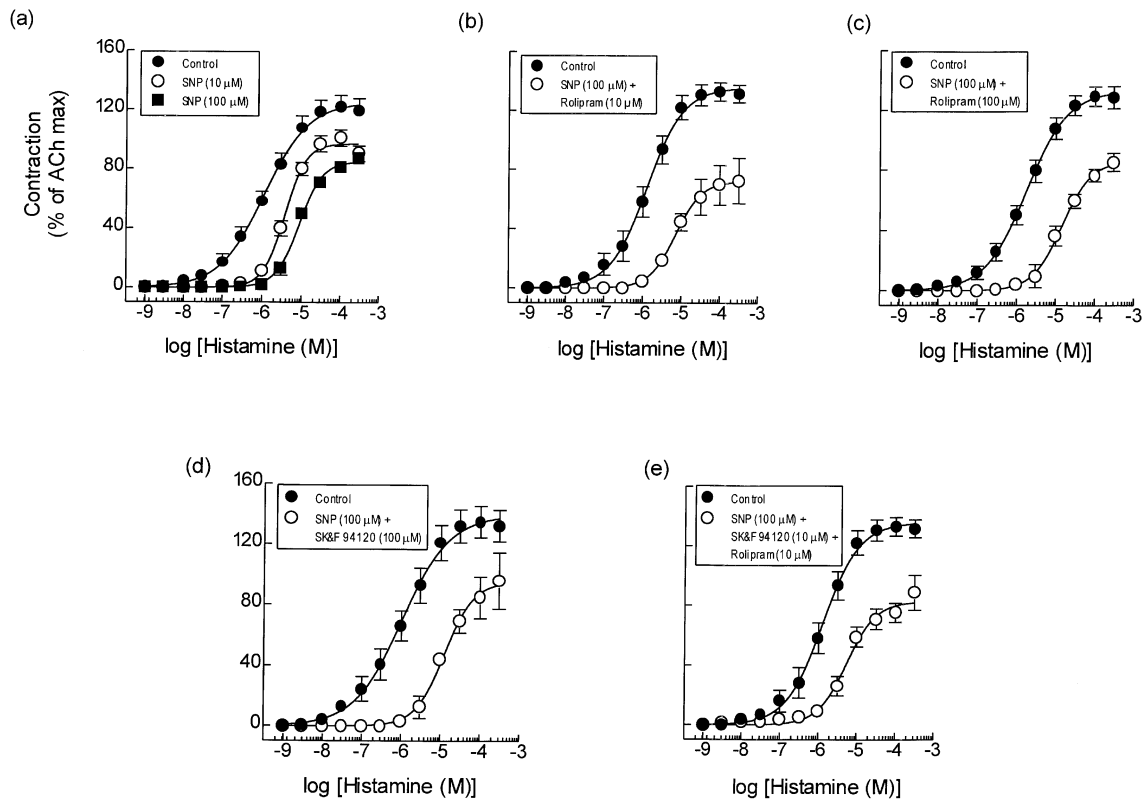 (a)
160
120
80
40
0
Contraction
(% of ACh max)
Control
SNP (10 µM)
SNP (100 µM)
-9 -8 -7 -6 -5 -4 -3
log [Histamine (M)]
(b)
Control
SNP (100 µM) +
Rolipram (10 µM)
-9 -8 -7 -6 -5 -4 -3
log [Histamine (M)]
(c)
Control
SNP (100 µM) +
Rolipram (100 µM)
-9 -8 -7 -6 -5 -4 -3
log [Histamine (M)]
(d)
160
120
80
40
0
Control
SNP (100 µM) +
SK&F 94120 (100 µM)
-9 -8 -7 -6 -5 -4 -3
log [Histamine (M)]
(e)
Control
SNP (100 µM) +
SK&F 94120 (10 µM) +
Rolipram (10 µM)
-9 -8 -7 -6 -5 -4 -3
log [Histamine (M)]